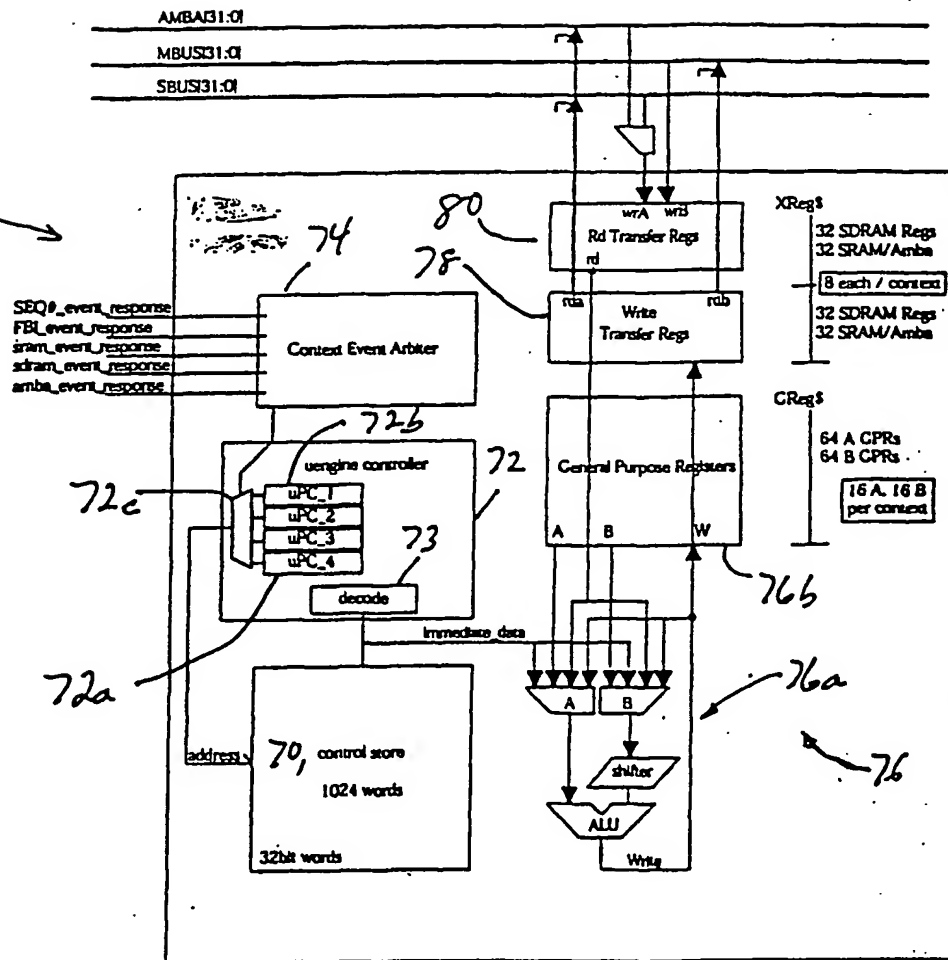 AMBA[31:0]
MBUS[31:0]
SBUS[31:0]
wrA wrB
80
Rd Transfer Regs
rd
XRegs
32 SDRAM Regs
32 SRAM/Amba
8 each / context
32 SDRAM Regs
32 SRAM/Amba
74
78
rda rdb
Write
Transfer Regs
SEQ#_event_response
FBI_event_response
sram_event_response
sdram_event_response
amba_event_response
Context Event Arbiter
72b
GRegs
64 A GPRs
64 B GPRs
16 A, 16 B
per context
General Purpose Registers
A B W
76b
uengine controller
72
72c
uPC_1
uPC_2
uPC_3
uPC_4
73
decode
72a
Immediate_data
A B
76a
76
shifter
ALU
Write
address
70, control store
1024 words
32bit words